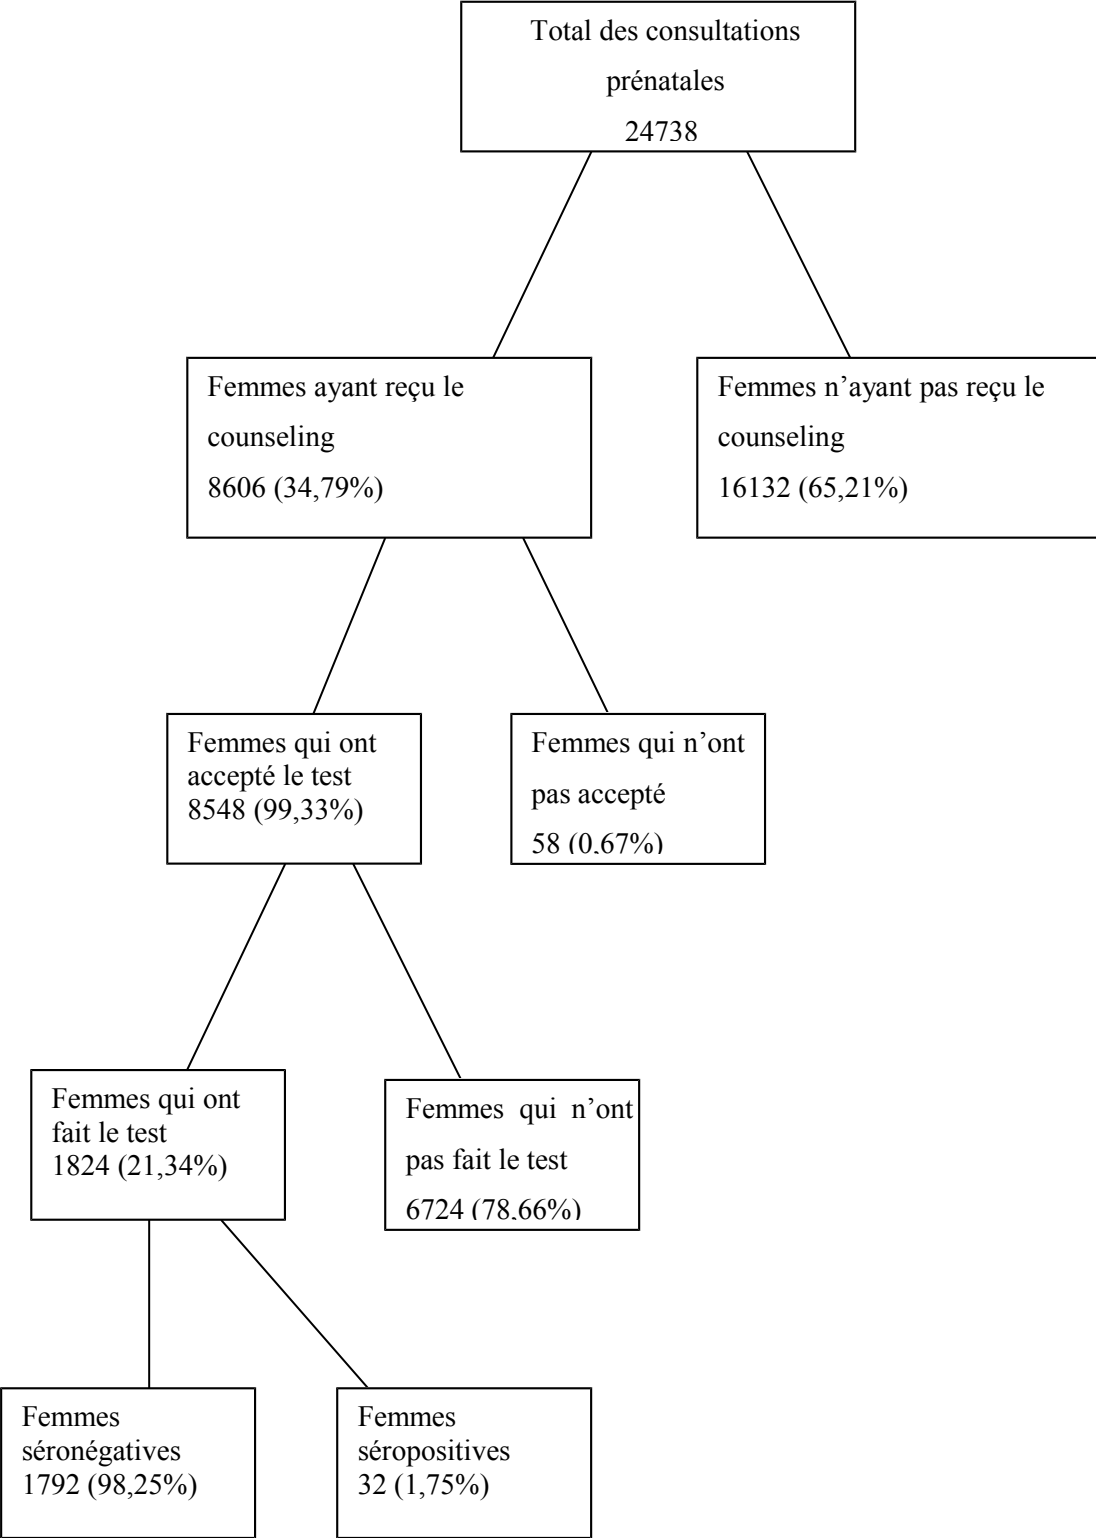 Total des consultations
prénatales
24738
Femmes ayant reçu le
counseling
8606 (34,79%)
Femmes n’ayant pas reçu le
counseling
16132 (65,21%)
Femmes qui ont
accepté le test
8548 (99,33%)
Femmes qui n’ont
pas accepté
58 (0,67%)
Femmes qui ont
fait le test
1824 (21,34%)
Femmes qui n’ont
pas fait le test
6724 (78,66%)
Femmes
séronégatives
1792 (98,25%)
Femmes
séropositives
32 (1,75%)